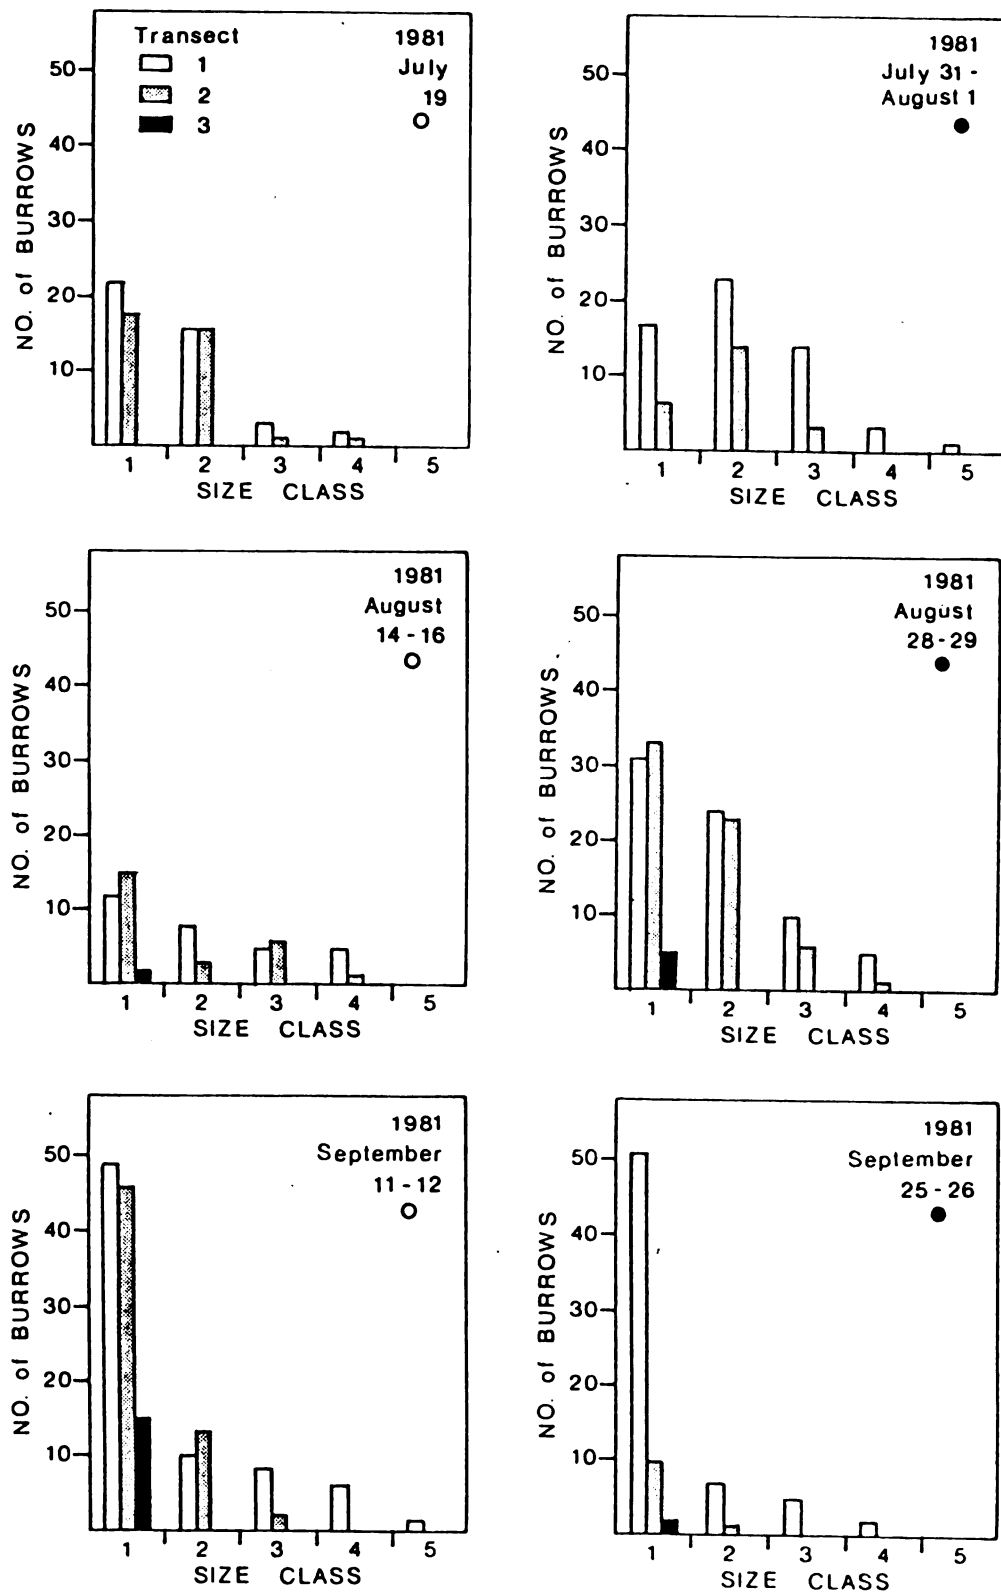 Transect
1
2
3
1981
July
19
50
40
30
20
10
NO. of BURROWS
1 2 3 4 5
SIZE CLASS
1981
July 31 -
August 1
50
40
30
20
10
NO. of BURROWS
1 2 3 4 5
SIZE CLASS
1981
August
14 - 16
50
40
30
20
10
NO. of BURROWS
1 2 3 4 5
SIZE CLASS
1981
August
28 - 29
50
40
30
20
10
NO. of BURROWS
1 2 3 4 5
SIZE CLASS
1981
September
11 - 12
50
40
30
20
10
NO. of BURROWS
1 2 3 4 5
SIZE CLASS
1981
September
25 - 26
50
40
30
20
10
NO. of BURROWS
1 2 3 4 5
SIZE CLASS